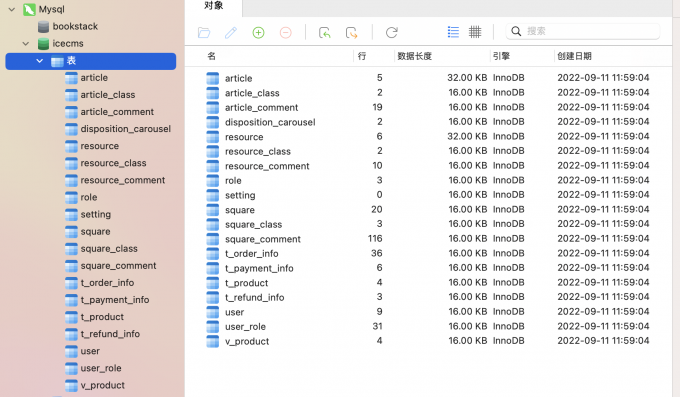 Mysql
bookstack
icecms
表
article
article_class
article_comment
disposition_carousel
resource
resource_class
resource_comment
role
setting
square
square_class
square_comment
t_order_info
t_payment_info
t_product
t_refund_info
user
user_role
v_product
对象
搜索
名 行 数据长度 引擎 创建日期
article 5 32.00 KB InnoDB 2022-09-11 11:59:04
article_class 2 16.00 KB InnoDB 2022-09-11 11:59:04
article_comment 19 16.00 KB InnoDB 2022-09-11 11:59:04
disposition_carousel 2 16.00 KB InnoDB 2022-09-11 11:59:04
resource 6 32.00 KB InnoDB 2022-09-11 11:59:04
resource_class 2 16.00 KB InnoDB 2022-09-11 11:59:04
resource_comment 10 16.00 KB InnoDB 2022-09-11 11:59:04
role 3 16.00 KB InnoDB 2022-09-11 11:59:04
setting 0 16.00 KB InnoDB 2022-09-11 11:59:04
square 20 16.00 KB InnoDB 2022-09-11 11:59:04
square_class 3 16.00 KB InnoDB 2022-09-11 11:59:04
square_comment 116 16.00 KB InnoDB 2022-09-11 11:59:04
t_order_info 36 16.00 KB InnoDB 2022-09-11 11:59:04
t_payment_info 6 16.00 KB InnoDB 2022-09-11 11:59:04
t_product 4 16.00 KB InnoDB 2022-09-11 11:59:04
t_refund_info 3 16.00 KB InnoDB 2022-09-11 11:59:04
user 9 16.00 KB InnoDB 2022-09-11 11:59:04
user_role 31 16.00 KB InnoDB 2022-09-11 11:59:04
v_product 4 16.00 KB InnoDB 2022-09-11 11:59:04